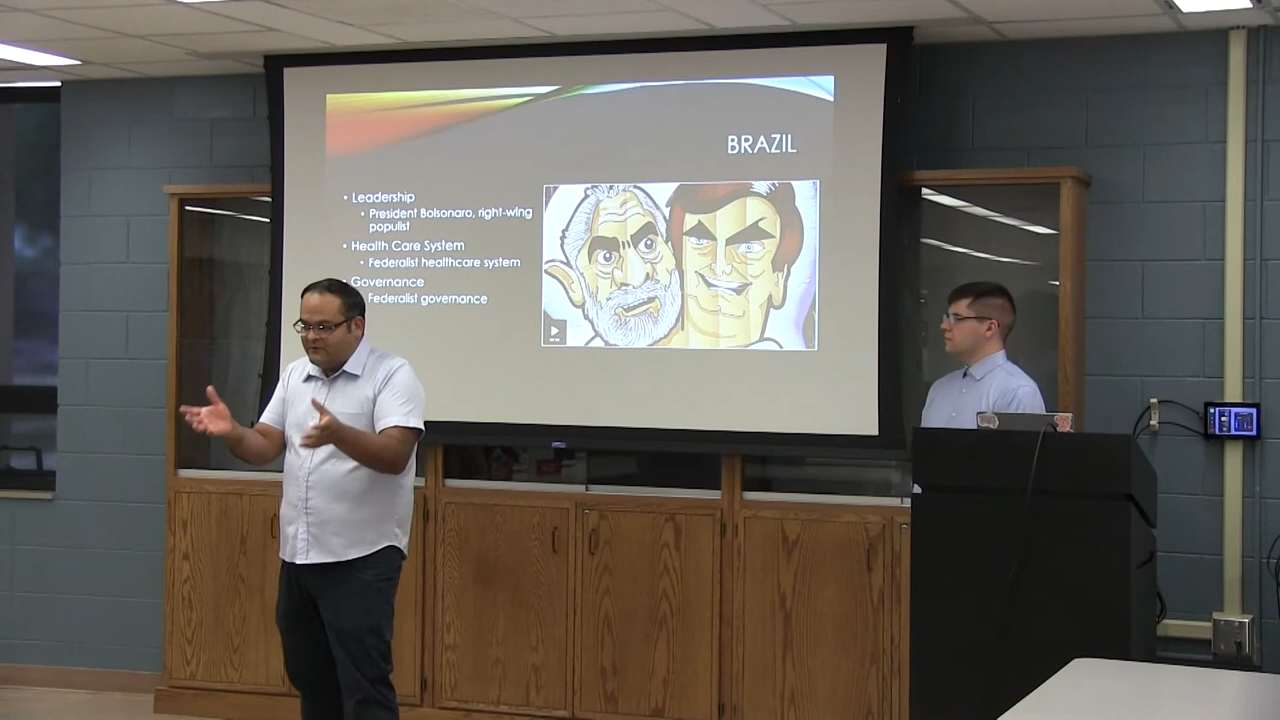 BRAZIL
• Leadership
• President Bolsonaro, right-wing
populist
• Health Care System
• Federalist healthcare system
Governance
Federalist governance